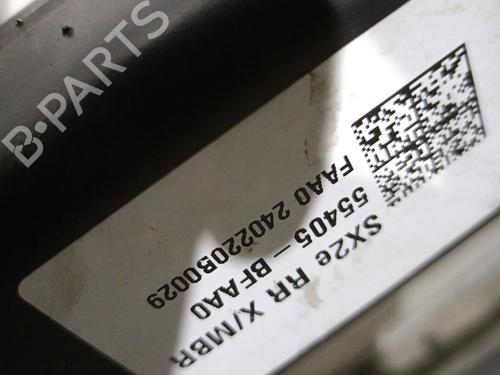 B-PARTS
SX2e RR X/MBR
55405-BFAA0
FAA0 240220B0029